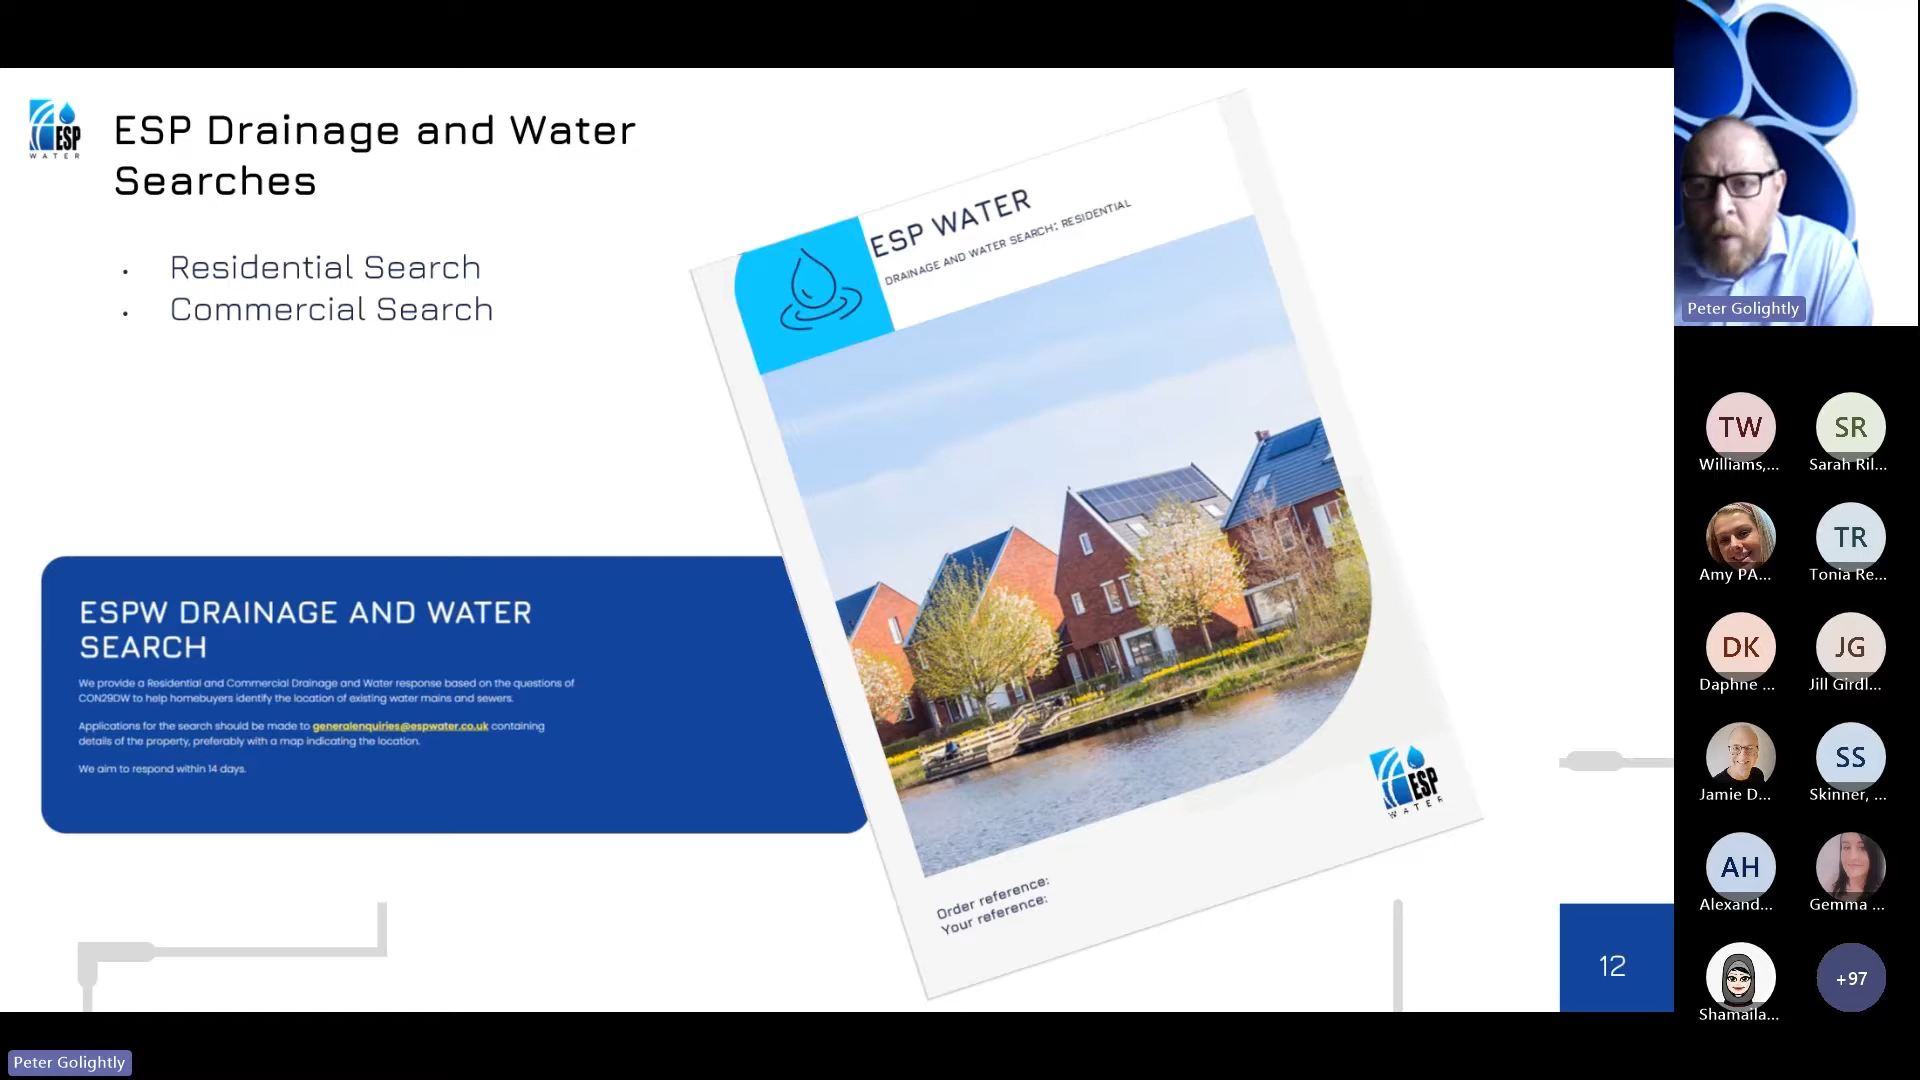 ESP
WATER
ESP Drainage and Water
Searches
Residential Search
Commercial Search
ESPW DRAINAGE AND WATER
SEARCH
We provide a Residential and Commercial Drainage and Water response based on the questions of
CON29DW to help homebuyers identify the location of existing water mains and sewers.
Applications for the search should be made to generalenquiries@espwater.co.uk containing
details of the property, preferably with a map indicating the location.
We aim to respond within 14 days.
ESP WATER
DRAINAGE AND WATER SEARCH: RESIDENTIAL
ESP
WATER
Order reference:
Your reference:
12
Peter Golightly
TW
Williams,...
SR
Sarah Ril...
Amy PA...
TR
Tonia Re...
DK
Daphne ...
JG
Jill Girdl...
Jamie D...
SS
Skinner, ...
AH
Alexand...
Gemma ...
Shamaila...
+97
Peter Golightly